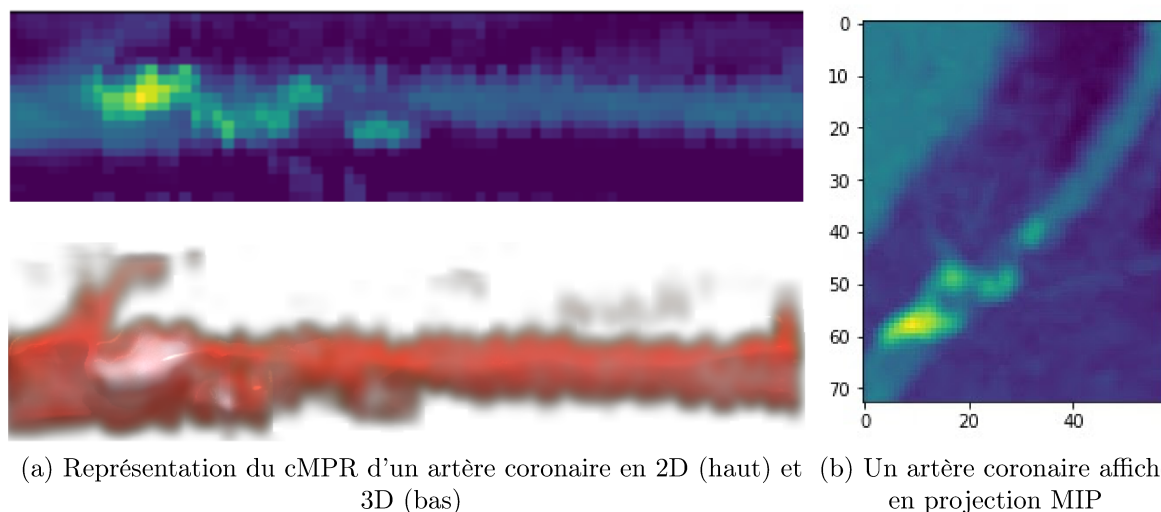 0
10
20
30
40
50
60
70
0
20
40
(a) Représentation du cMPR d'un artère coronaire en 2D (haut) et
3D (bas)
(b) Un artère coronaire affich
en projection MIP